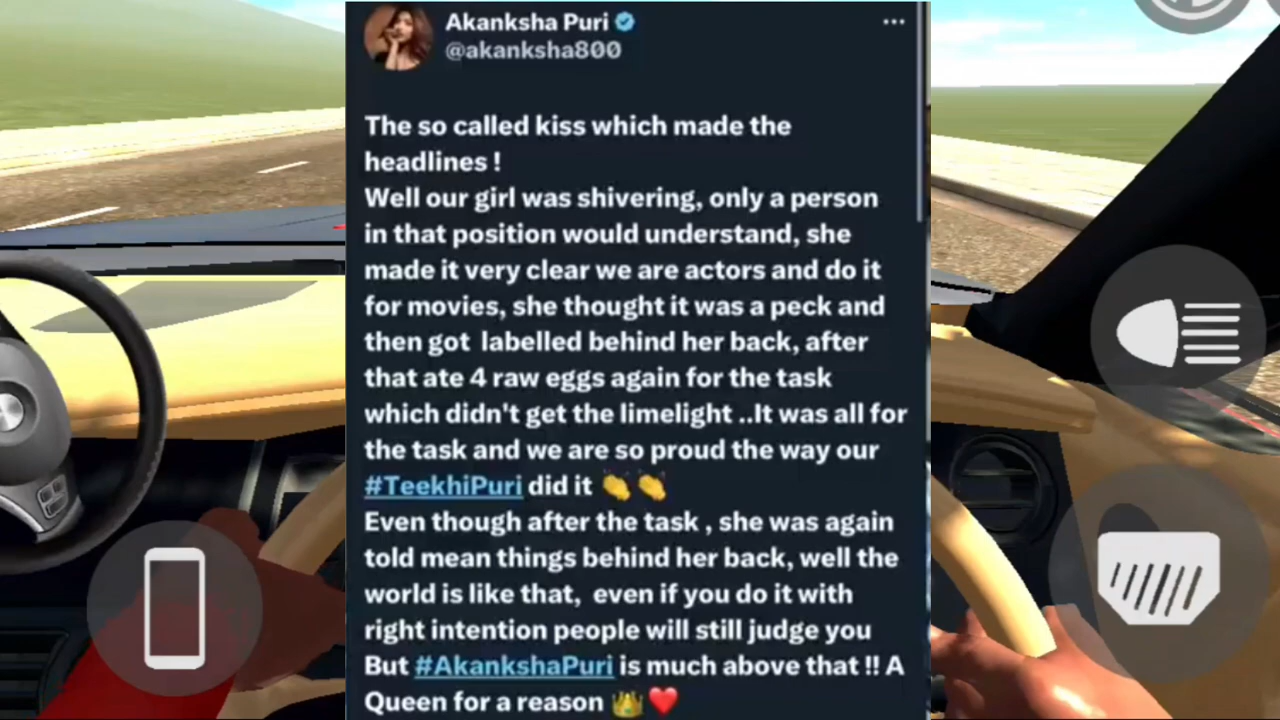 Akanksha Puri
@akanksha800
The so called kiss which made the
headlines !
Well our girl was shivering, only a person
in that position would understand, she
made it very clear we are actors and do it
for movies, she thought it was a peck and
then got labelled behind her back, after
that ate 4 raw eggs again for the task
which didn't get the limelight ..It was all for
the task and we are so proud the way our
#TeekhiPuri did it 👏👏
Even though after the task , she was again
told mean things behind her back, well the
world is like that, even if you do it with
right intention people will still judge you
But #AkankshaPuri is much above that !! A
Queen for a reason 👑❤️